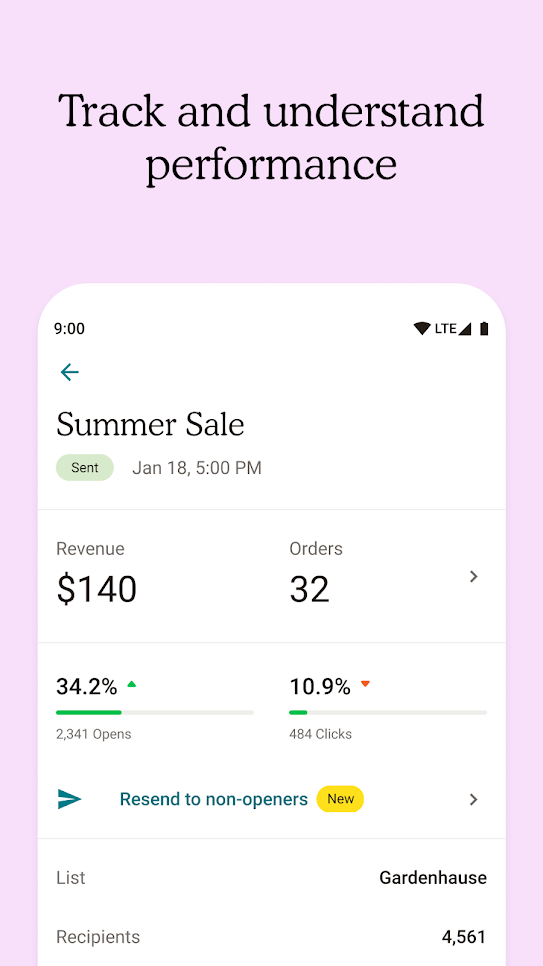 Track and understand
performance
9:00
LTE
Summer Sale
Sent Jan 18, 5:00 PM
Revenue Orders
$140 32
34.2% 10.9%
2,341 Opens 484 Clicks
Resend to non-openers New
List Gardenhause
Recipients 4,561